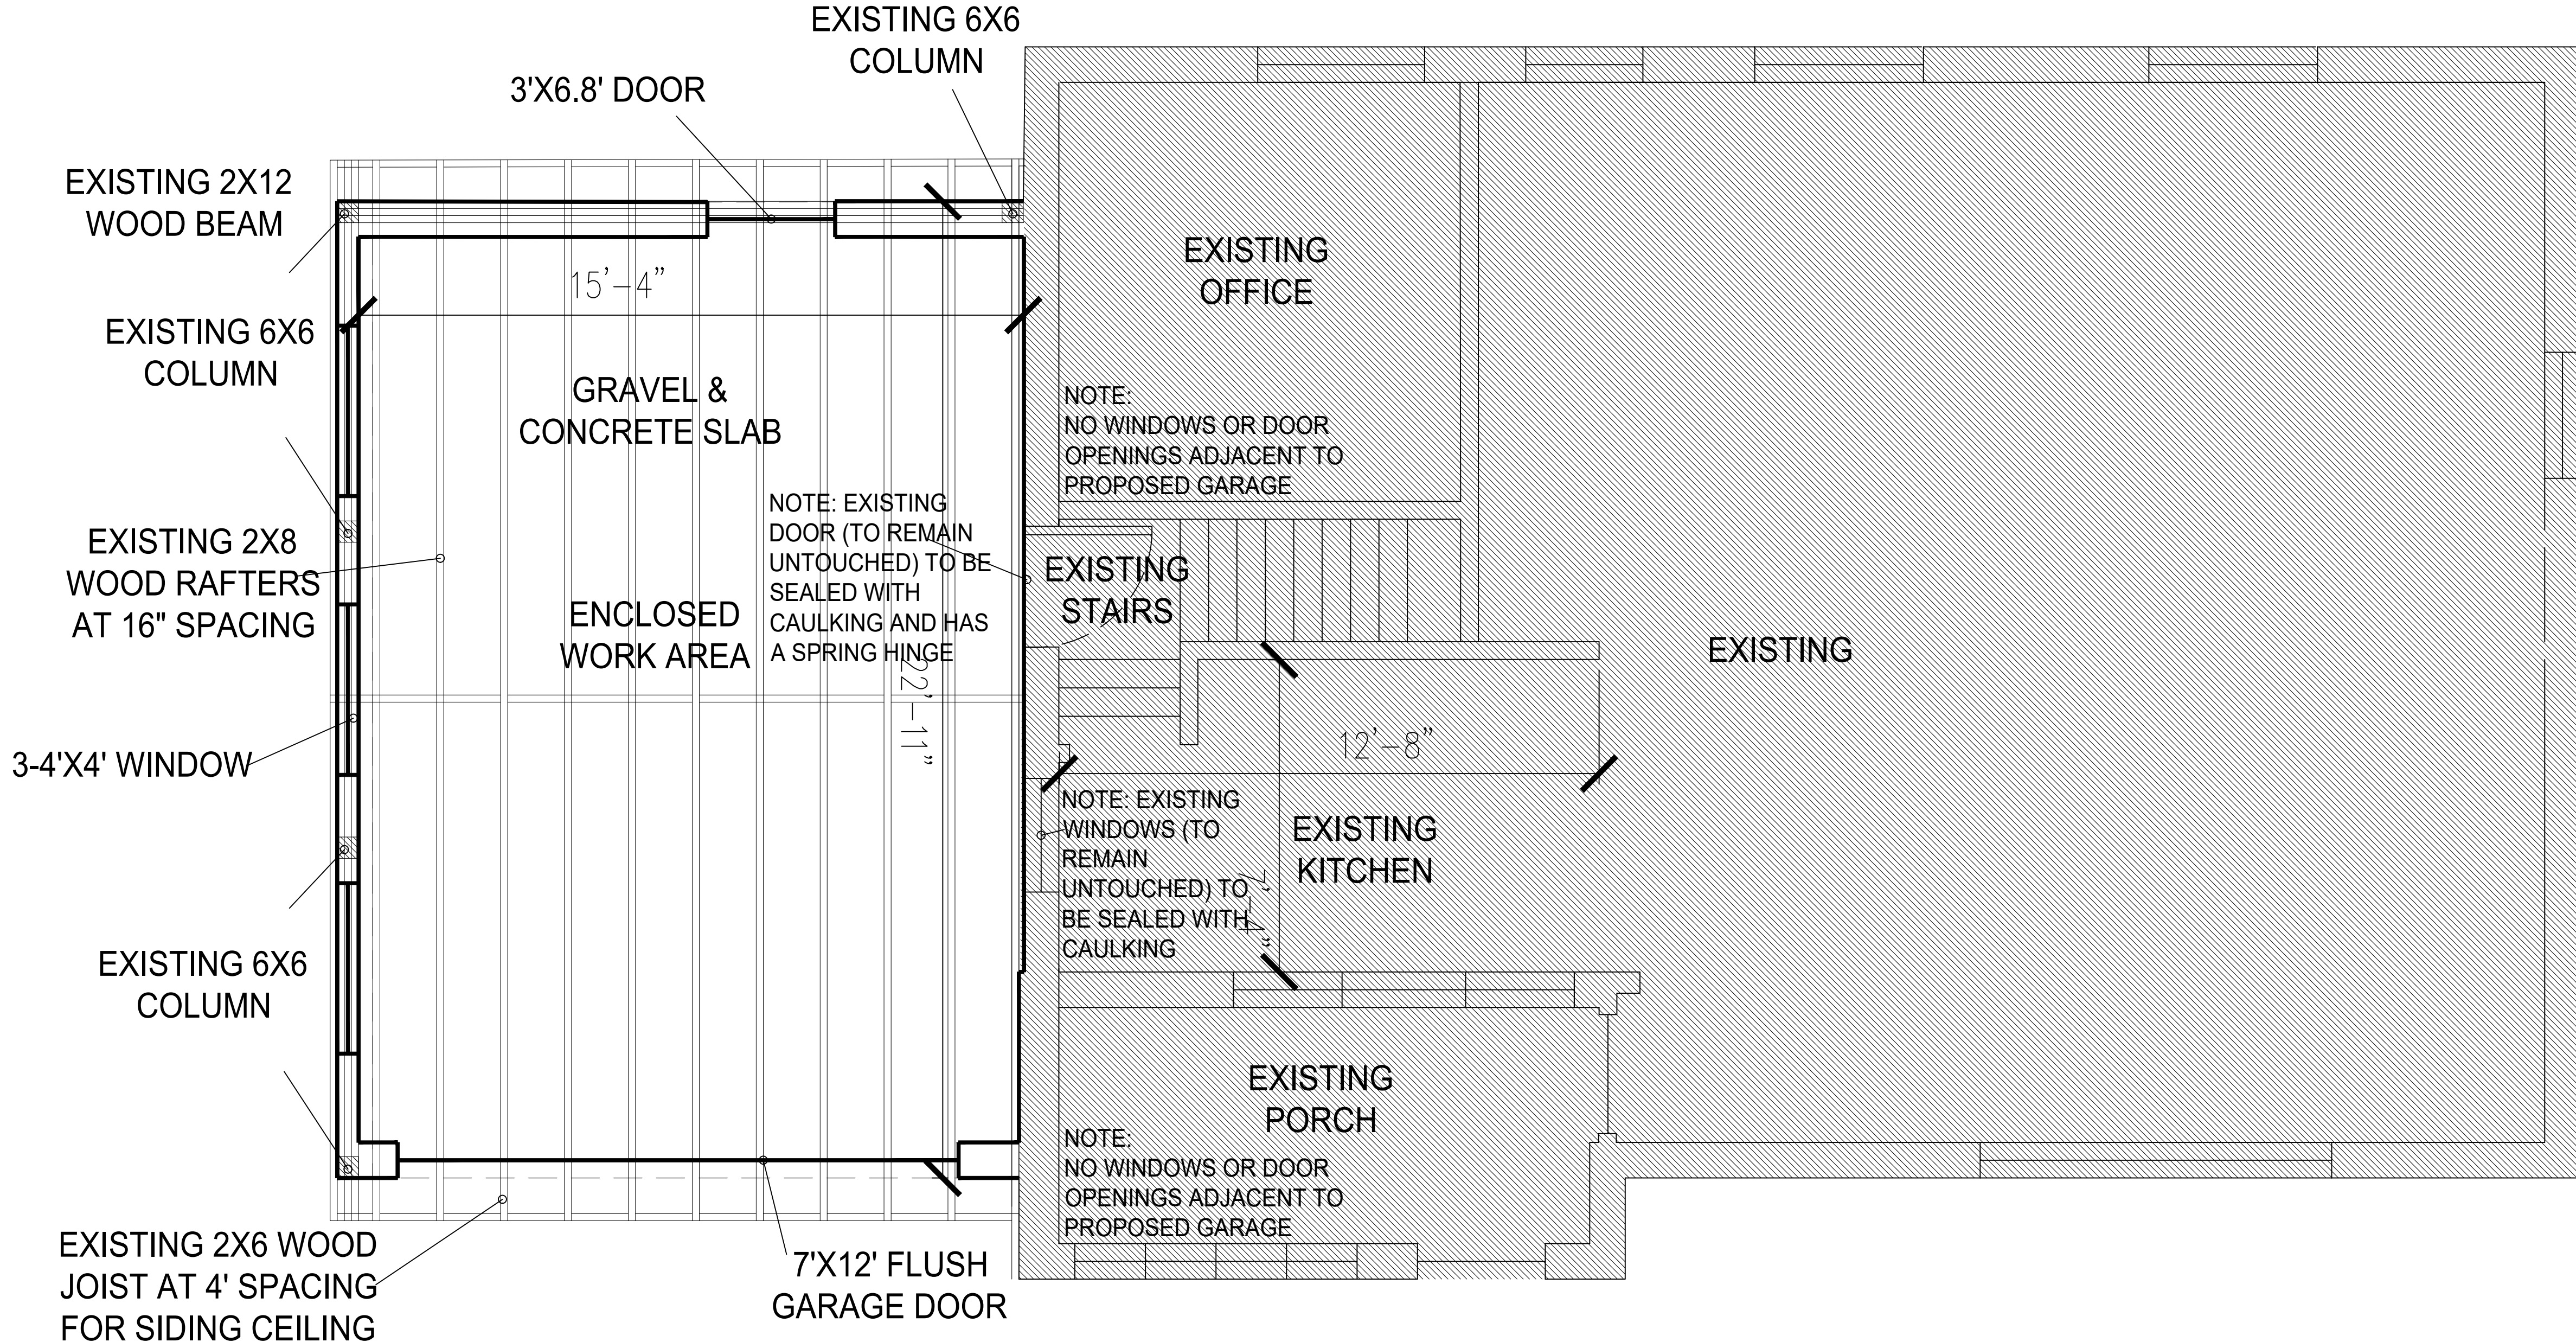 EXISTING 6X6
COLUMN
3'X6.8' DOOR
EXISTING 2X12
WOOD BEAM
EXISTING 6X6
COLUMN
EXISTING 2X8
WOOD RAFTERS
AT 16" SPACING
3-4'X4' WINDOW
EXISTING 6X6
COLUMN
EXISTING 2X6 WOOD
JOIST AT 4' SPACING
FOR SIDING CEILING
15'-4"
GRAVEL &
CONCRETE SLAB
ENCLOSED
WORK AREA
NOTE: EXISTING
DOOR (TO REMAIN
UNTOUCHED) TO BE
SEALED WITH
CAULKING AND HAS
A SPRING HINGE
22'-11"
7'X12' FLUSH
GARAGE DOOR
EXISTING
OFFICE
NOTE:
NO WINDOWS OR DOOR
OPENINGS ADJACENT TO
PROPOSED GARAGE
EXISTING
STAIRS
12'-8"
NOTE: EXISTING
WINDOWS (TO
REMAIN
UNTOUCHED) TO
BE SEALED WITH
CAULKING
7'-4"
EXISTING
KITCHEN
EXISTING
PORCH
NOTE:
NO WINDOWS OR DOOR
OPENINGS ADJACENT TO
PROPOSED GARAGE
EXISTING